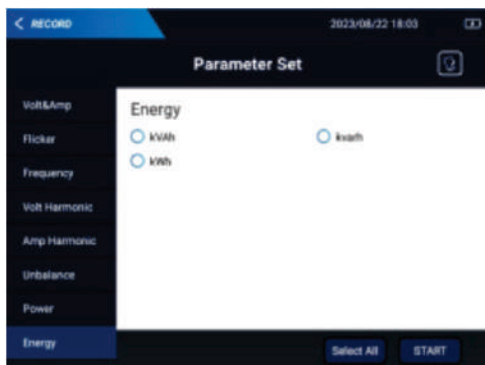 RECORD 2023/08/22 18:03
Parameter Set
Volt&Amp
Flicker
Frequency
Volt Harmonic
Amp Harmonic
Unbalance
Power
Energy
Energy
kVAh kvarh
kWh
Select All START